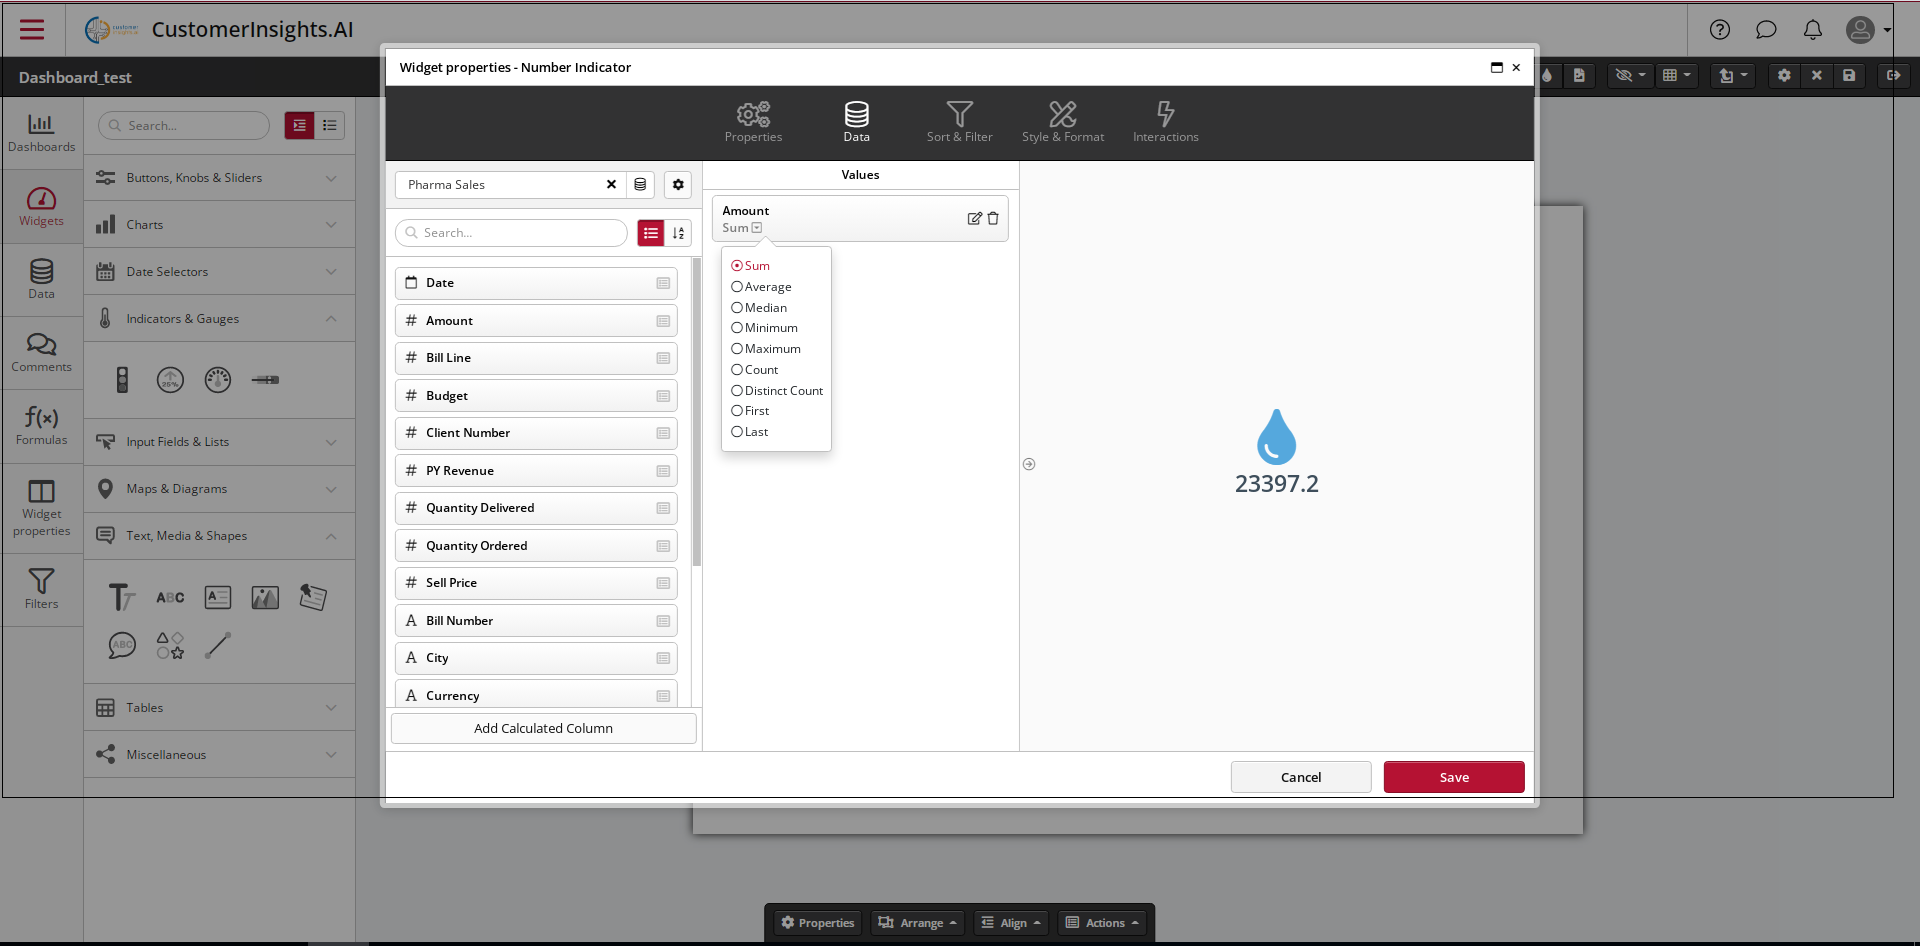 CustomerInsights.AI
Dashboard_test
Widget properties - Number Indicator
Properties
Data
Sort & Filter
Style & Format
Interactions
Dashboards
Widgets
Data
Comments
f(x)
Formulas
Widget
properties
Filters
Search...
Buttons, Knobs & Sliders
Charts
Date Selectors
Indicators & Gauges
25%
Input Fields & Lists
Maps & Diagrams
Text, Media & Shapes
ABC
ABC
Tables
Miscellaneous
Pharma Sales
Search...
Date
# Amount
# Bill Line
# Budget
# Client Number
# PY Revenue
# Quantity Delivered
# Quantity Ordered
# Sell Price
A Bill Number
A City
A Currency
Add Calculated Column
Values
Amount
Sum
Sum
Average
Median
Minimum
Maximum
Count
Distinct Count
First
Last
23397.2
Cancel
Save
Properties
Arrange
Align
Actions